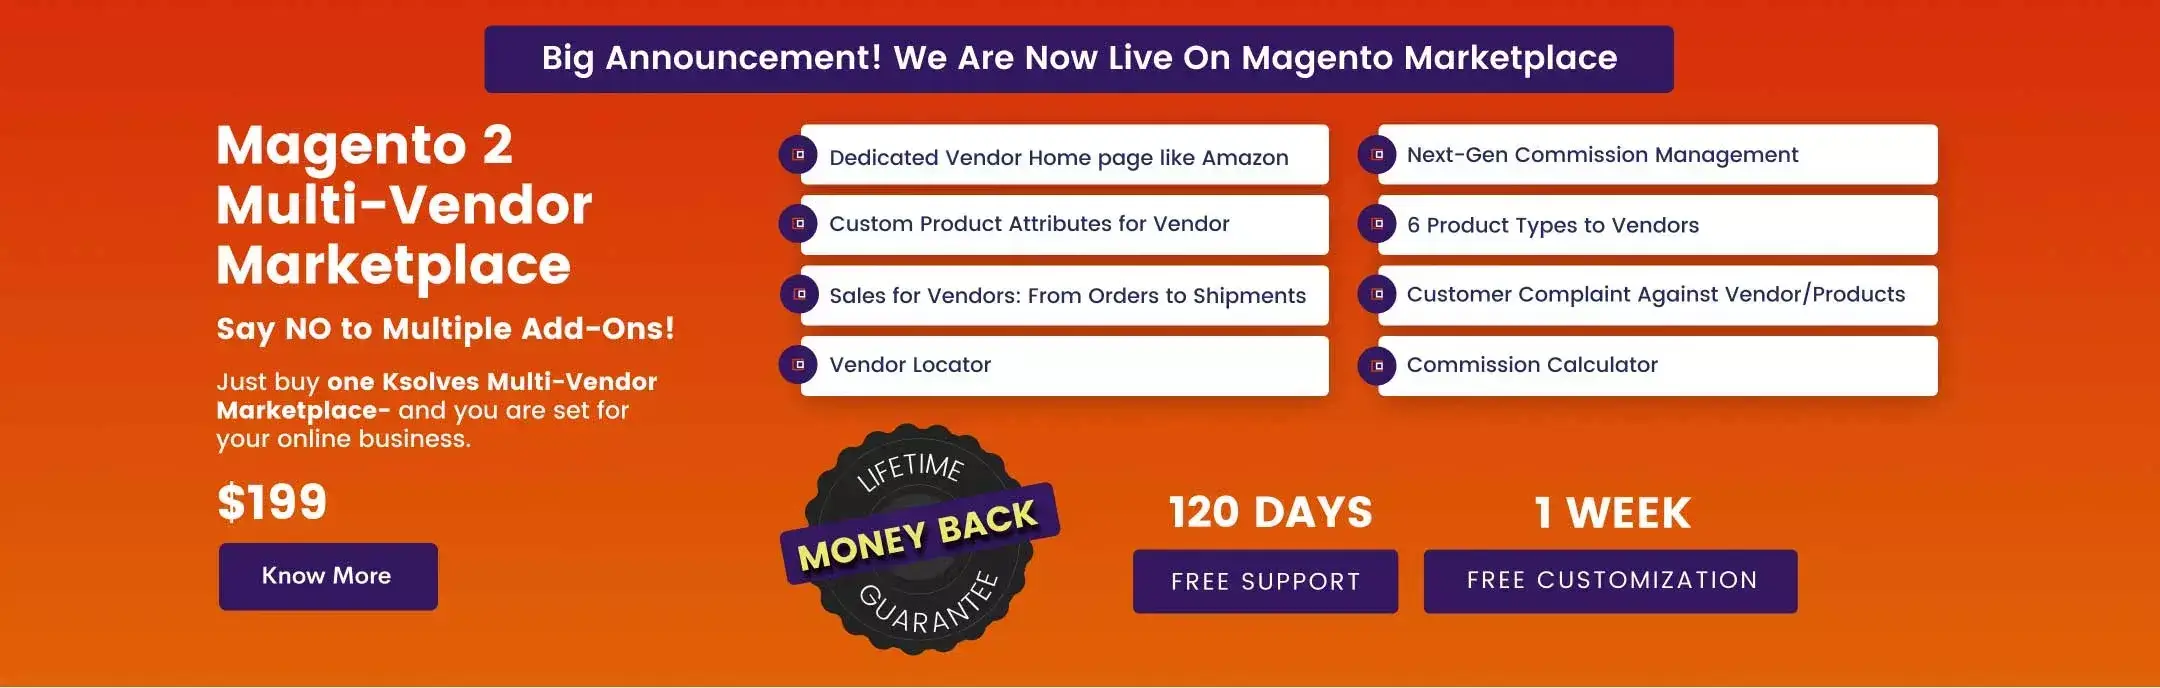 Big Announcement! We Are Now Live On Magento Marketplace
Magento 2
Multi-Vendor
Marketplace
Say NO to Multiple Add-Ons!
Just buy one Ksolves Multi-Vendor
Marketplace- and you are set for
your online business.
$199
Know More
Dedicated Vendor Home page like Amazon
Custom Product Attributes for Vendor
Sales for Vendors: From Orders to Shipments
Vendor Locator
Next-Gen Commission Management
6 Product Types to Vendors
Customer Complaint Against Vendor/Products
Commission Calculator
LIFETIME
MONEY BACK
GUARANTEE
120 DAYS
FREE SUPPORT
1 WEEK
FREE CUSTOMIZATION